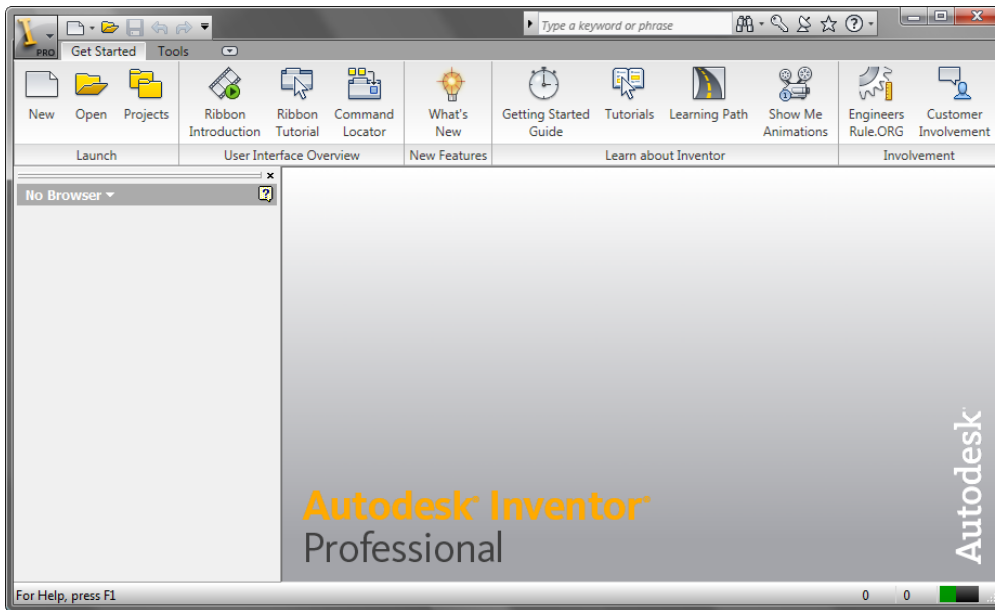 Type a keyword or phrase
PRO
Get Started Tools
New Open Projects Ribbon Introduction Ribbon Tutorial Command Locator What's New Getting Started Guide Tutorials Learning Path Show Me Animations Engineers Rule.ORG Customer Involvement
Launch User Interface Overview New Features Learn about Inventor Involvement
No Browser
Autodesk® Inventor®
Professional
Autodesk®
For Help, press F1 0 0